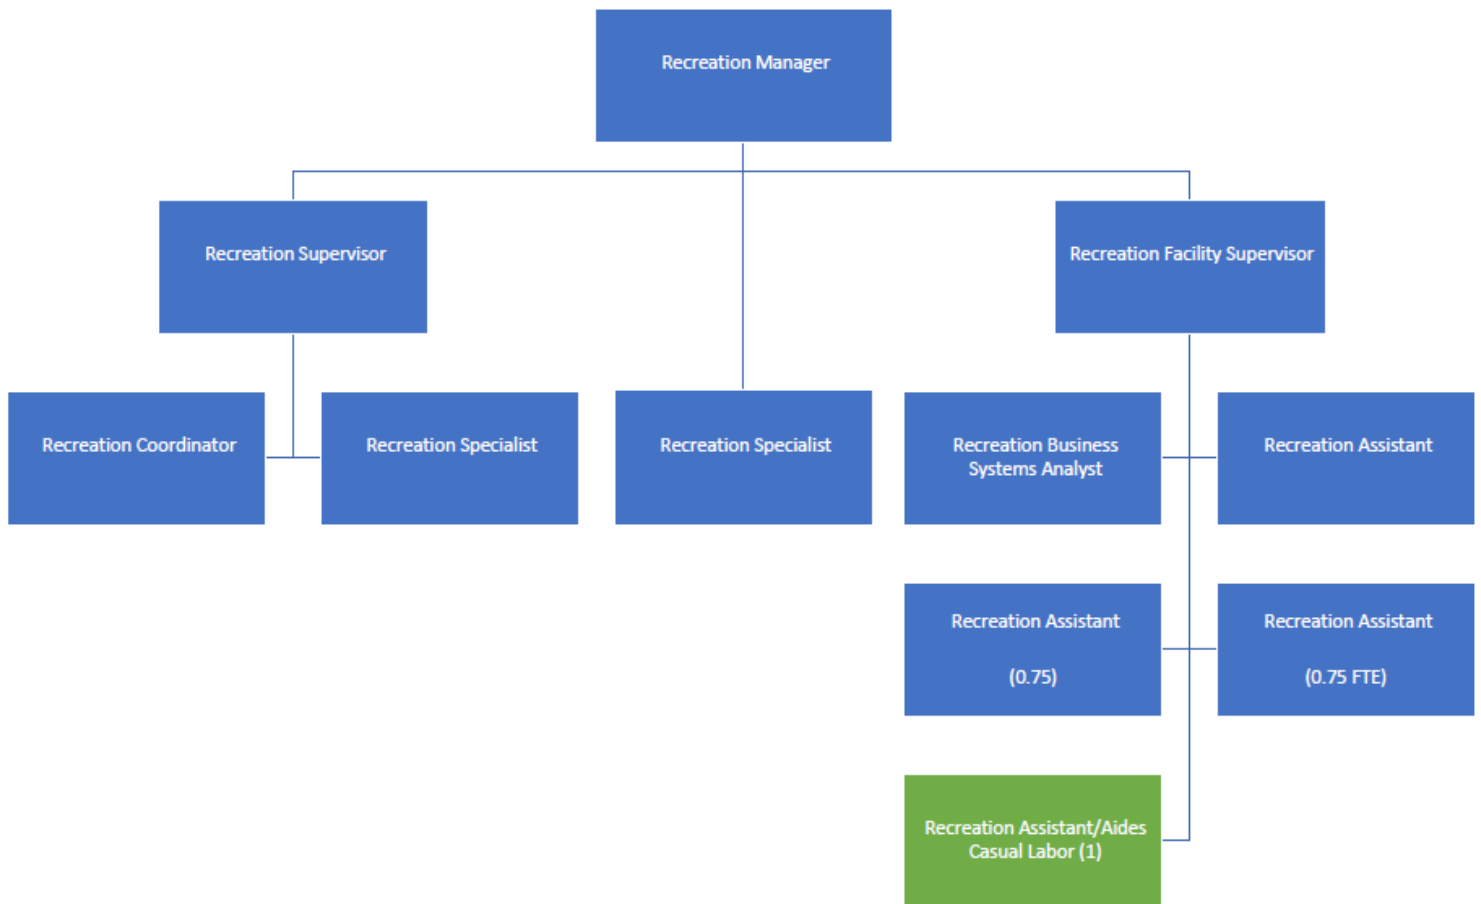 Recreation Manager
Recreation Supervisor
Recreation Facility Supervisor
Recreation Coordinator
Recreation Specialist
Recreation Specialist
Recreation Business
Systems Analyst
Recreation Assistant
Recreation Assistant
(0.75)
Recreation Assistant
(0.75 FTE)
Recreation Assistant/Aides
Casual Labor (1)